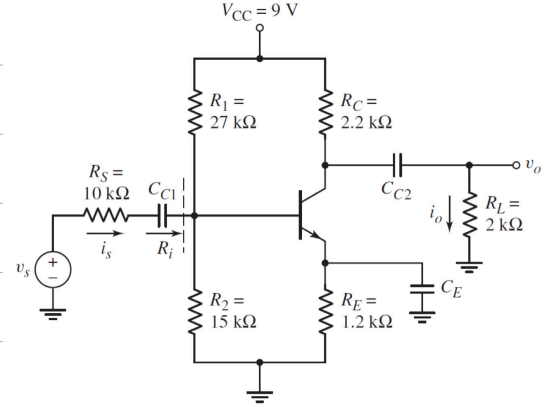 V_CC = 9 V
R_1 =
27 kΩ
R_C =
2.2 kΩ
R_S =
10 kΩ
C_C1
C_C2
v_o
i_o
R_L =
2 kΩ
i_s
R_i
v_s
+
−
R_2 =
15 kΩ
R_E =
1.2 kΩ
C_E